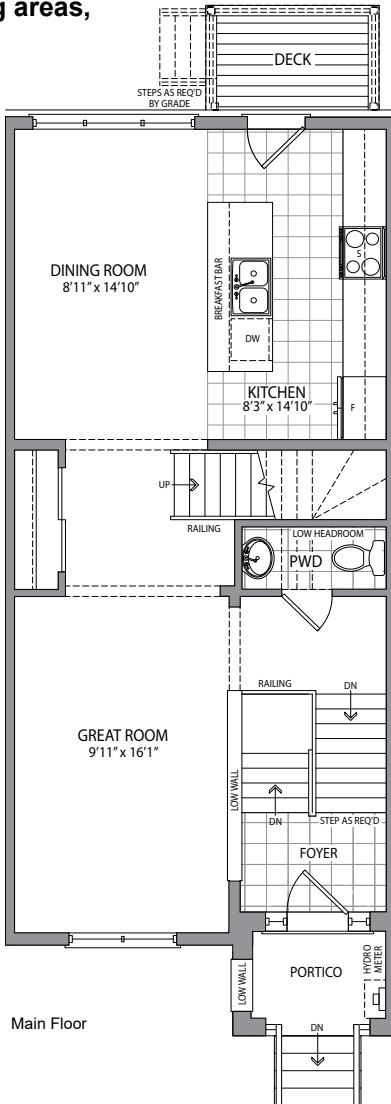 g areas,
DECK
STEPS AS REQ'D
BY GRADE
DINING ROOM
8'11" x 14'10"
BREAKFAST BAR
DW
S
KITCHEN
8'3" x 14'10"
F
UP
RAILING
LOW HEADROOM
PWD
RAILING
DN
GREAT ROOM
9'11" x 16'1"
LOW WALL
DN
STEP AS REQ'D
FOYER
LOW WALL
PORTICO
HYDRO
METER
Main Floor
DN